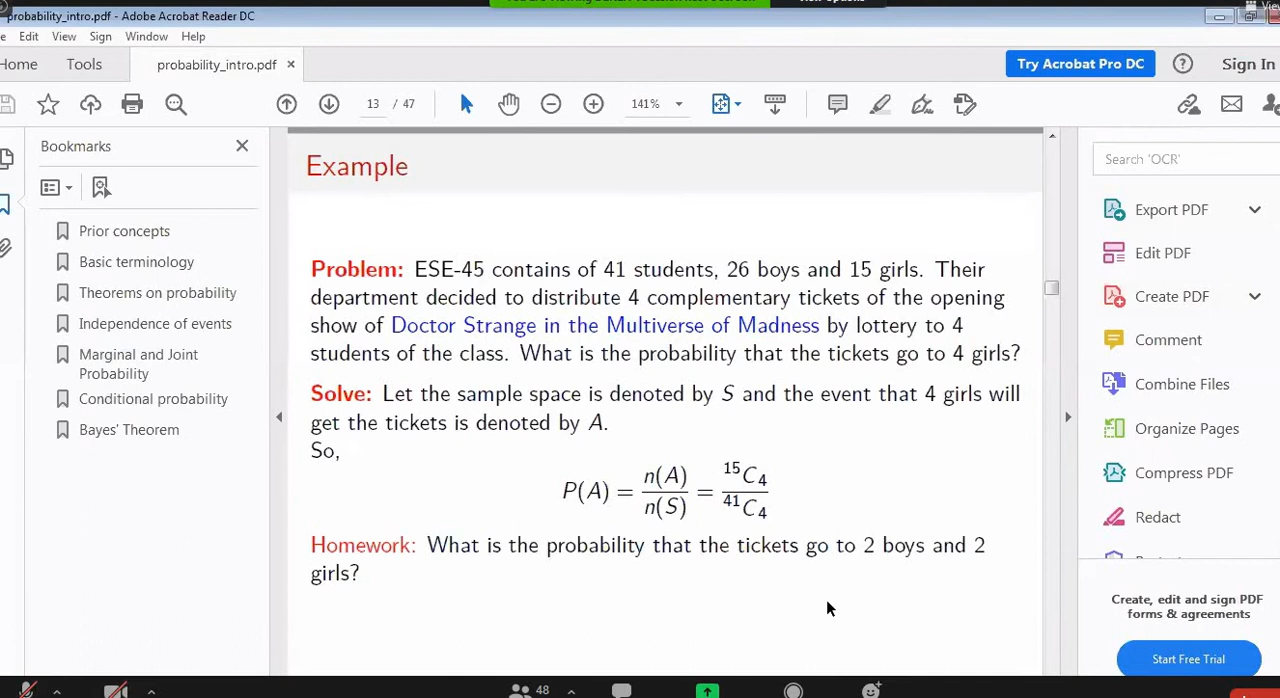 probability_intro.pdf - Adobe Acrobat Reader DC
Edit View Sign Window Help
Home Tools probability_intro.pdf × Try Acrobat Pro DC Sign In
13 / 47 141%
Bookmarks
Prior concepts
Basic terminology
Theorems on probability
Independence of events
Marginal and Joint
Probability
Conditional probability
Bayes' Theorem
Example
Problem: ESE-45 contains of 41 students, 26 boys and 15 girls. Their
department decided to distribute 4 complementary tickets of the opening
show of Doctor Strange in the Multiverse of Madness by lottery to 4
students of the class. What is the probability that the tickets go to 4 girls?
Solve: Let the sample space is denoted by S and the event that 4 girls will
get the tickets is denoted by A.
So,
P(A) = n(A)/n(S) = ¹⁵C₄/⁴¹C₄
Homework: What is the probability that the tickets go to 2 boys and 2
girls?
Search 'OCR'
Export PDF
Edit PDF
Create PDF
Comment
Combine Files
Organize Pages
Compress PDF
Redact
Create, edit and sign PDF
forms & agreements
Start Free Trial
48